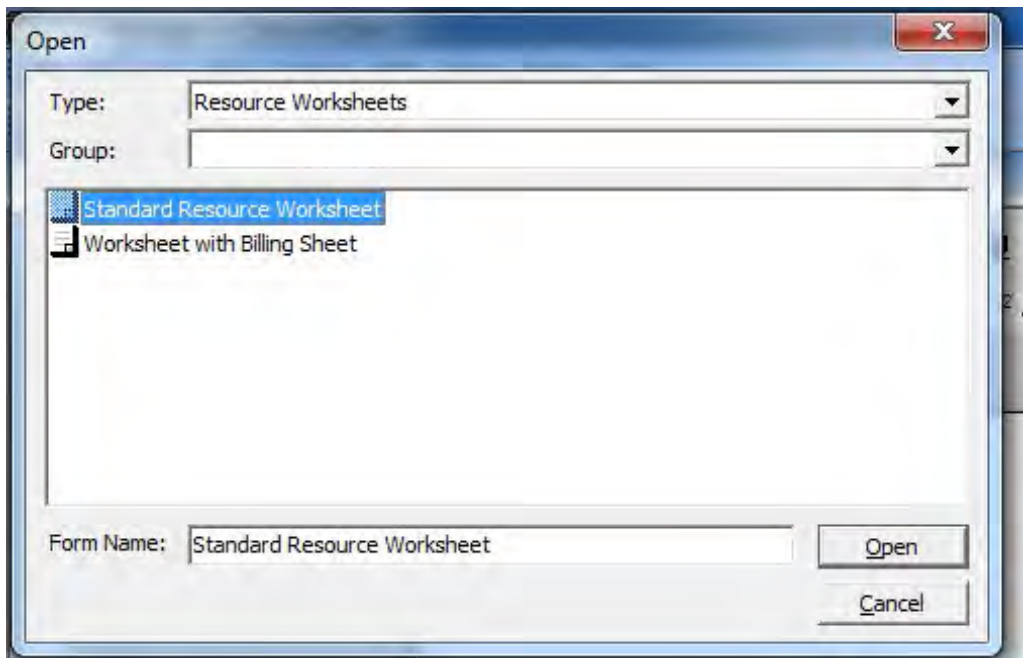 Open
Type: Resource Worksheets
Group:
Standard Resource Worksheet
Worksheet with Billing Sheet
Form Name: Standard Resource Worksheet
Open
Cancel